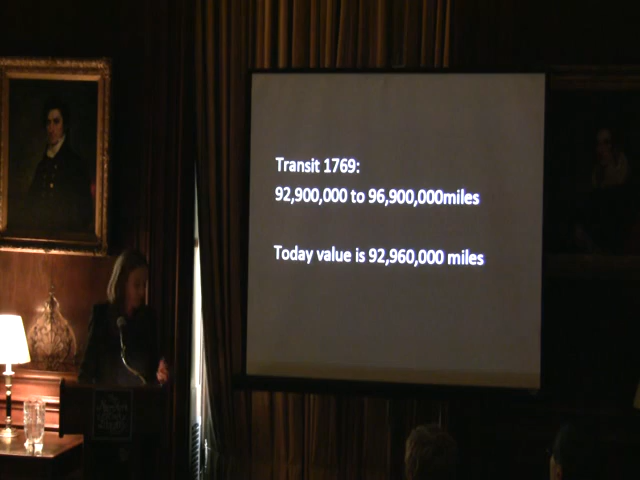 Transit 1769:
92,900,000 to 96,900,000miles
Today value is 92,960,000 miles